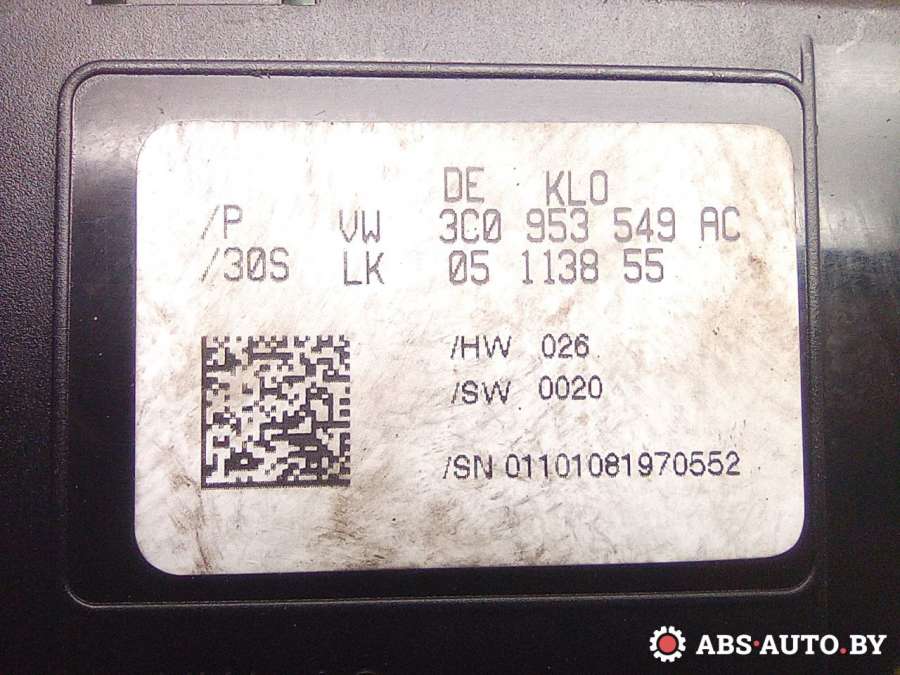 DE KLO
/P VW 3C0 953 549 AC
/30S LK 05 1138 55
/HW 026
/SW 0020
/SN 01101081970552
ABS-AUTO.BY